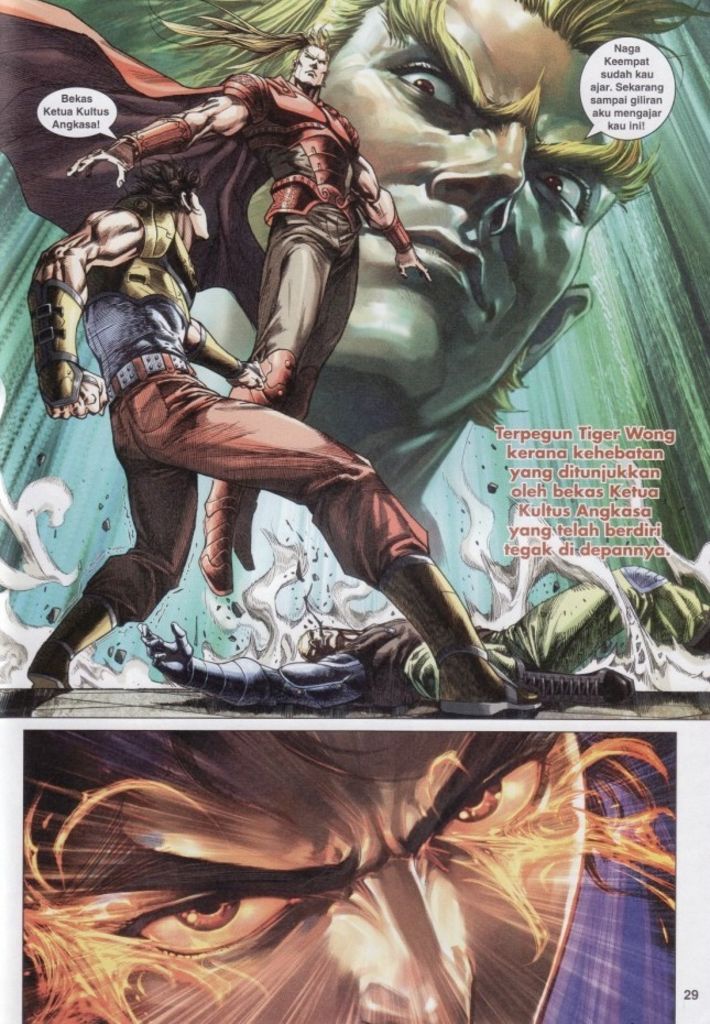 Bekas
Ketua Kultus
Angkasa!
Naga
Keempat
sudah kau
ajar. Sekarang
sampai giliran
aku mengajar
kau ini!
Terpegun Tiger Wong
kerana kehebatan
yang ditunjukkan
oleh bekas Ketua
Kultus Angkasa
yang telah berdiri
tegak di depannya.
29